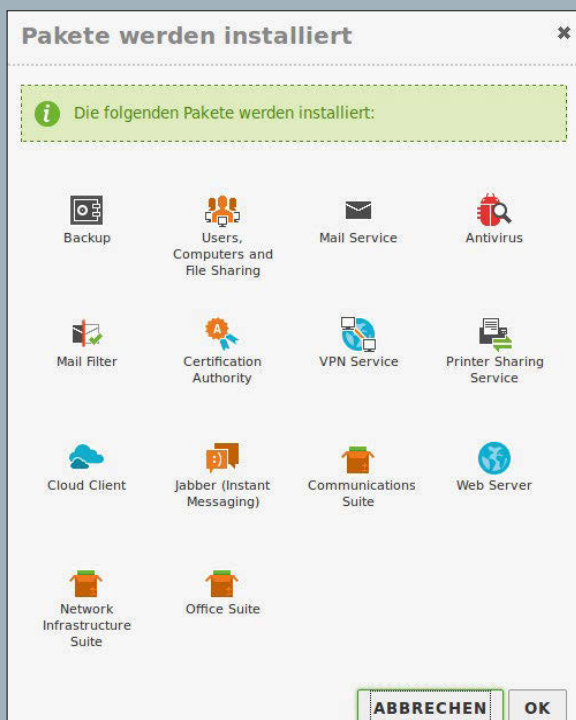 Pakete werden installiert
Die folgenden Pakete werden installiert:
Backup
Users,
Computers and
File Sharing
Mail Service
Antivirus
Mail Filter
Certification
Authority
VPN Service
Printer Sharing
Service
Cloud Client
Jabber (Instant
Messaging)
Communications
Suite
Web Server
Network
Infrastructure
Suite
Office Suite
ABBRECHEN
OK